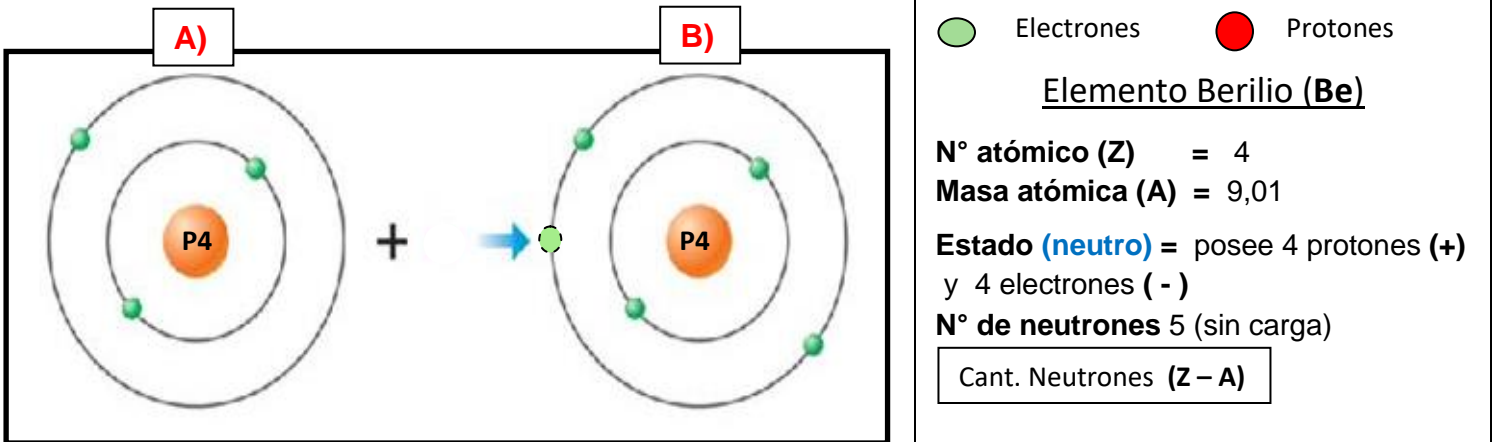 A)
B)
P4
+
P4
Electrones
Protones
Elemento Berilio (Be)
N° atómico (Z) = 4
Masa atómica (A) = 9,01
Estado (neutro) = posee 4 protones (+)
y 4 electrones ( - )
N° de neutrones 5 (sin carga)
Cant. Neutrones (Z – A)